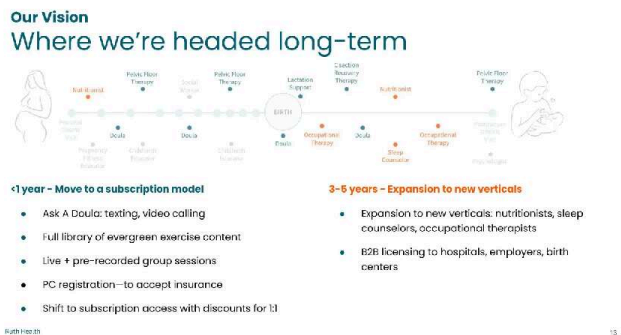 Our Vision
Where we're headed long-term
Pelvic Floor
Therapy
Pelvic Floor
Therapy
Lactation
Support
C-section
Recovery
Therapy
Pelvic Floor
Therapy
Nutritionist
Nutritionist
BIRTH
Doula
Doula
Doula
Occupational
Therapy
Doula
Occupational
Therapy
Sleep
Counselor
<1 year - Move to a subscription model
Ask A Doula: texting, video calling
Full library of evergreen exercise content
Live + pre-recorded group sessions
PC registration—to accept insurance
Shift to subscription access with discounts for 1:1
3-5 years - Expansion to new verticals
Expansion to new verticals: nutritionists, sleep
counselors, occupational therapists
B2B licensing to hospitals, employers, birth
centers
Ruth Health